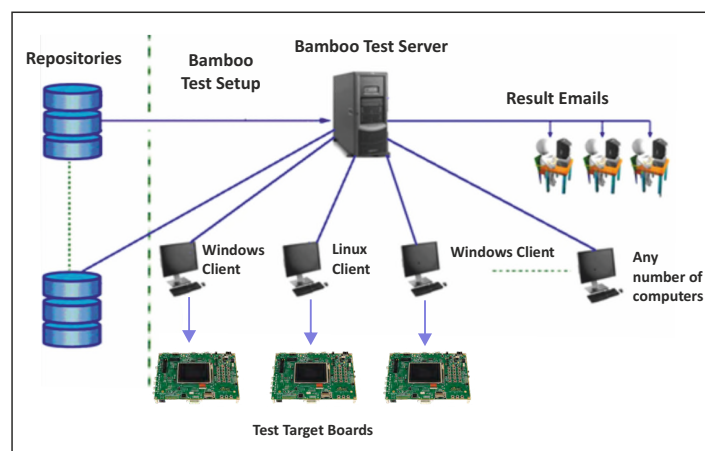 Bamboo Test Server
Repositories
Bamboo
Test Setup
Result Emails
Windows
Client
Linux
Client
Windows Client
Any
number of
computers
Test Target Boards